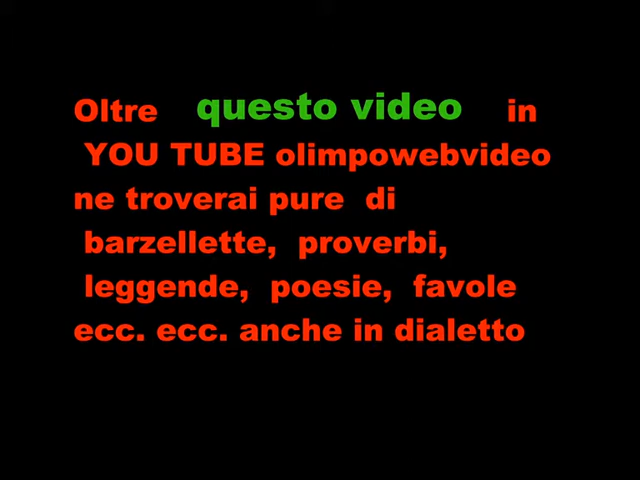 Oltre questo video in
YOU TUBE olimpowebvideo
ne troverai pure di
barzellette, proverbi,
leggende, poesie, favole
ecc. ecc. anche in dialetto